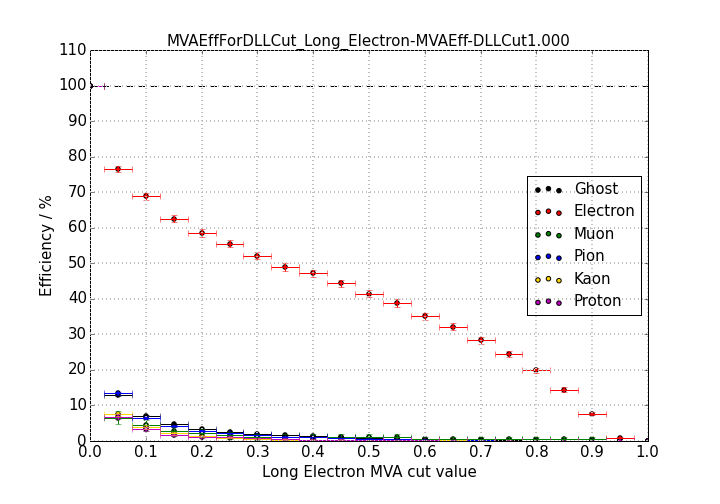 MVAEffForDLLCut_Long_Electron-MVAEff-DLLCut1.000
110
100
90
80
70
60
50
40
30
20
10
0
Efficiency / %
Ghost
Electron
Muon
Pion
Kaon
Proton
0.0 0.1 0.2 0.3 0.4 0.5 0.6 0.7 0.8 0.9 1.0
Long Electron MVA cut value